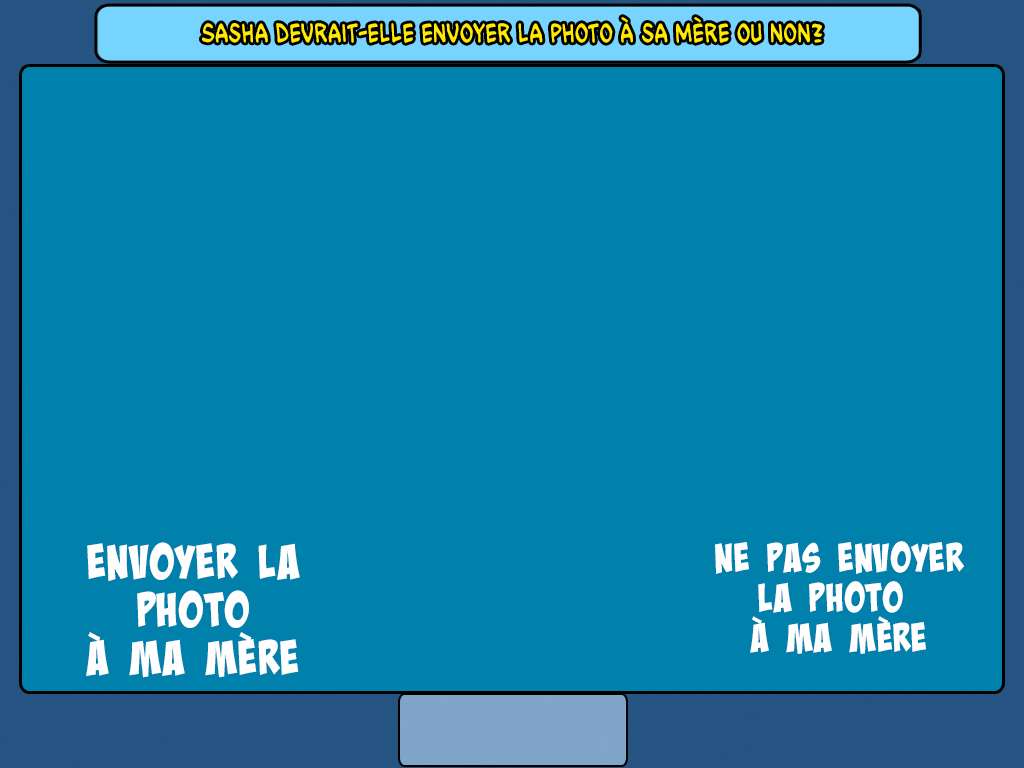 SASHA DEVRAIT-ELLE ENVOYER LA PHOTO À SA MÈRE OU NON?
ENVOYER LA
PHOTO
À MA MÈRE
NE PAS ENVOYER
LA PHOTO
À MA MÈRE